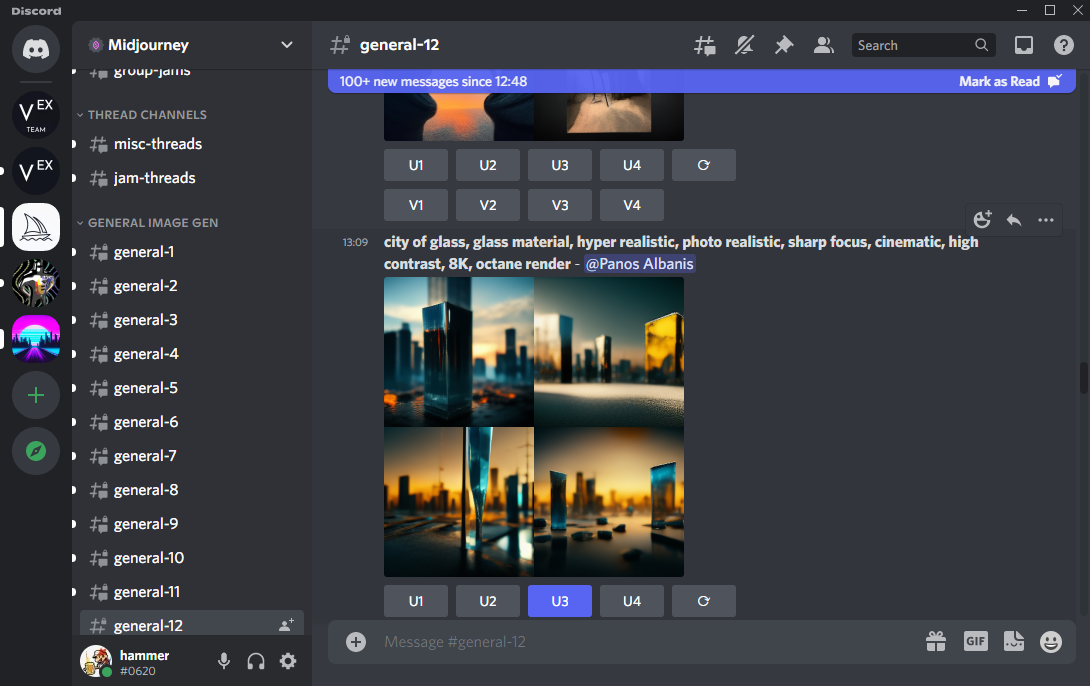 Discord
EX
TEAM
EX
Midjourney
group-jams
THREAD CHANNELS
misc-threads
jam-threads
GENERAL IMAGE GEN
general-1
general-2
general-3
general-4
general-5
general-6
general-7
general-8
general-9
general-10
general-11
general-12
hammer
#0620
general-12
Search
100+ new messages since 12:48
Mark as Read
U1 U2 U3 U4
V1 V2 V3 V4
13:09 city of glass, glass material, hyper realistic, photo realistic, sharp focus, cinematic, high
contrast, 8K, octane render - @Panos Albanis
U1 U2 U3 U4
Message #general-12
GIF